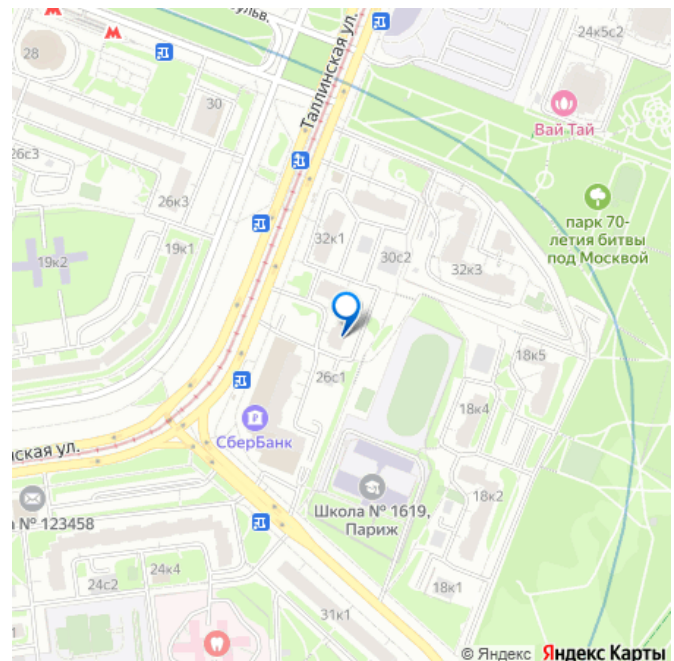 ульв.
24к5с2
28
Таллинская ул.
30
Вай Тай
26с3
26к3
парк 70-
летия битвы
под Москвой
32к1
19к1
30с2
19к2
32к3
18к5
26с1
18к4
СберБанк
нская ул.
Школа № 1619,
Париж
18к2
№ 123458
24к4
24с2
18к1
31к1
© Яндекс Яндекс Карты